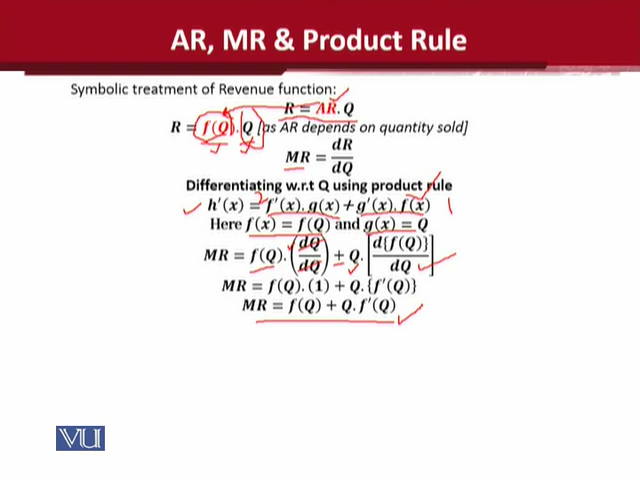 AR, MR & Product Rule
Symbolic treatment of Revenue function:
R = AR. Q
R = f(Q). Q [as AR depends on quantity sold]
MR = dR/dQ
Differentiating w.r.t Q using product rule
h′(x) = f′(x). g(x) + g′(x). f(x)
Here f(x) = f(Q) and g(x) = Q
MR = f(Q). (dQ/dQ) + Q. [d{f(Q)}/dQ]
MR = f(Q). (1) + Q. {f′(Q)}
MR = f(Q) + Q. f′(Q)
VU